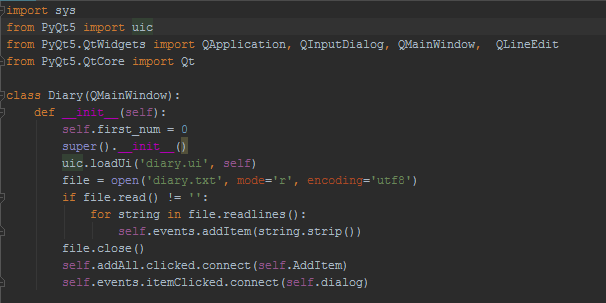 import sys
from PyQt5 import uic
from PyQt5.QtWidgets import QApplication, QInputDialog, QMainWindow,  QLineEdit
from PyQt5.QtCore import Qt

class Diary(QMainWindow):
    def __init__(self):
        self.first_num = 0
        super().__init__()
        uic.loadUi('diary.ui', self)
        file = open('diary.txt', mode='r', encoding='utf8')
        if file.read() != '':
            for string in file.readlines():
                self.events.addItem(string.strip())
        file.close()
        self.addAll.clicked.connect(self.AddItem)
        self.events.itemClicked.connect(self.dialog)